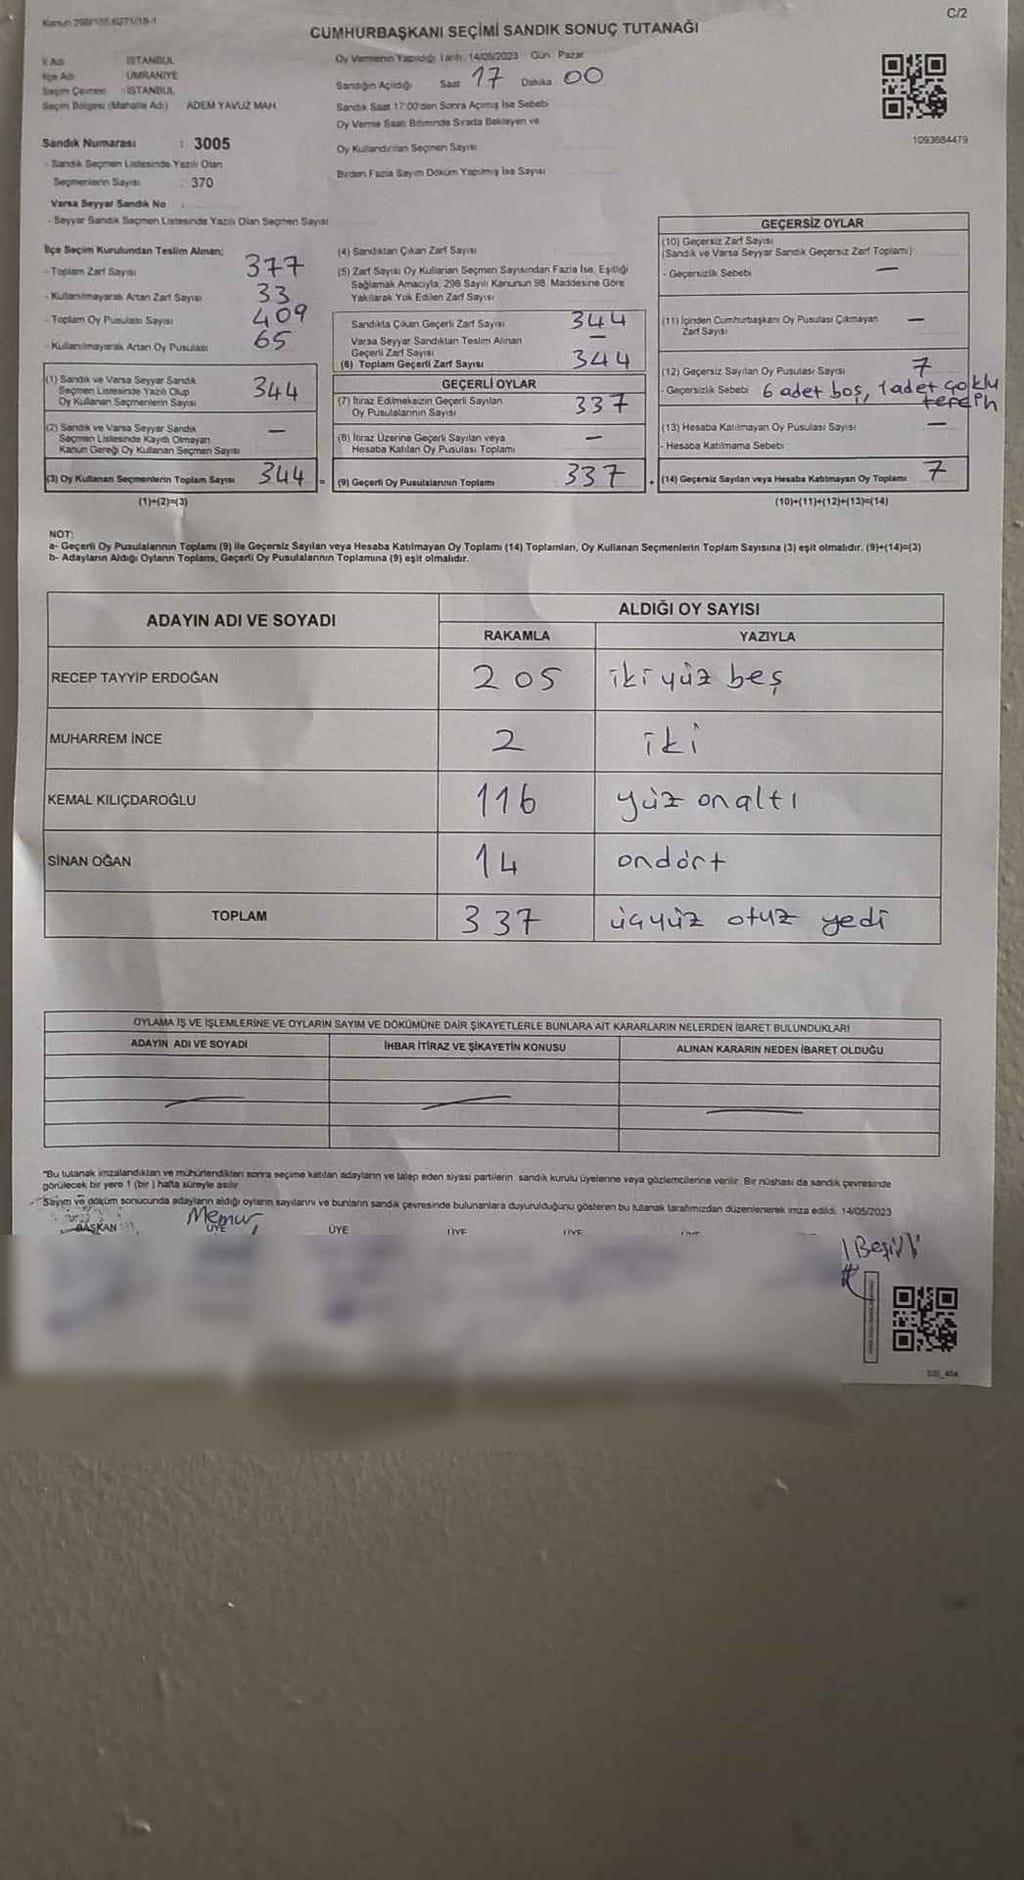 Kanun 298/105.6271/18-1
C/2
CUMHURBAŞKANI SEÇİMİ SANDIK SONUÇ TUTANAĞI
İl Adı : İSTANBUL
İlçe Adı : ÜMRANİYE
Seçim Çevresi : İSTANBUL
Seçim Bölgesi (Mahalle Adı) ADEM YAVUZ MAH.
Sandık Numarası : 3005
- Sandık Seçmen Listesinde Yazılı Olan
Seçmenlerin Sayısı : 370
Varsa Seyyar Sandık No :
- Seyyar Sandık Seçmen Listesinde Yazılı Olan Seçmen Sayısı
Oy Vermenin Yapıldığı Tarih: 14/05/2023 Gün: Pazar
Sandığın Açıldığı Saat 17 Dakika 00
Sandık Saat 17:00'den Sonra Açılmış İse Sebebi
Oy Verme Saati Bitiminde Sırada Bekleyen ve
Oy Kullandırılan Seçmen Sayısı
Birden Fazla Sayım Döküm Yapılmış İse Sayısı
1093684479
İlçe Seçim Kurulundan Teslim Alınan;
- Toplam Zarf Sayısı 377
- Kullanılmayarak Artan Zarf Sayısı 33
- Toplam Oy Pusulası Sayısı 409
- Kullanılmayarak Artan Oy Pusulası 65
(1) Sandık ve Varsa Seyyar Sandık
Seçmen Listesinde Yazılı Olup
Oy Kullanan Seçmenlerin Sayısı 344
(2) Sandık ve Varsa Seyyar Sandık
Seçmen Listesinde Kayıtlı Olmayan
Kanun Gereği Oy Kullanan Seçmen Sayısı —
(3) Oy Kullanan Seçmenlerin Toplam Sayısı 344 =
(1)+(2)=(3)
(4) Sandıktan Çıkan Zarf Sayısı
(5) Zarf Sayısı Oy Kullanan Seçmen Sayısından Fazla İse, Eşitliği
Sağlamak Amacıyla, 298 Sayılı Kanunun 98. Maddesine Göre
Yakılarak Yok Edilen Zarf Sayısı
Sandıkta Çıkan Geçerli Zarf Sayısı 344
Varsa Seyyar Sandıktan Teslim Alınan
Geçerli Zarf Sayısı —
(6) Toplam Geçerli Zarf Sayısı 344
GEÇERLİ OYLAR
(7) İtiraz Edilmeksizin Geçerli Sayılan
Oy Pusulalarının Sayısı 337
(8) İtiraz Üzerine Geçerli Sayılan veya
Hesaba Katılan Oy Pusulası Toplamı —
(9) Geçerli Oy Pusulalarının Toplamı 337 +
GEÇERSİZ OYLAR
(10) Geçersiz Zarf Sayısı
(Sandık ve Varsa Seyyar Sandık Geçersiz Zarf Toplamı)
- Geçersizlik Sebebi —
(11) İçinden Cumhurbaşkanı Oy Pusulası Çıkmayan
Zarf Sayısı —
(12) Geçersiz Sayılan Oy Pusulası Sayısı 7
- Geçersizlik Sebebi 6 adet boş, 1 adet çoklu
tercih
(13) Hesaba Katılmayan Oy Pusulası Sayısı —
- Hesaba Katılmama Sebebi
(14) Geçersiz Sayılan veya Hesaba Katılmayan Oy Toplamı 7
(10)+(11)+(12)+(13)=(14)
NOT:
a- Geçerli Oy Pusulalarının Toplamı (9) ile Geçersiz Sayılan veya Hesaba Katılmayan Oy Toplamı (14) Toplamları, Oy Kullanan Seçmenlerin Toplam Sayısına (3) eşit olmalıdır. (9)+(14)=(3)
b- Adayların Aldığı Oyların Toplamı, Geçerli Oy Pusulalarının Toplamına (9) eşit olmalıdır.
ADAYIN ADI VE SOYADI
ALDIĞI OY SAYISI
RAKAMLA YAZIYLA
RECEP TAYYİP ERDOĞAN 205 iki yüz beş
MUHARREM İNCE 2 iki
KEMAL KILIÇDAROĞLU 116 yüz onaltı
SİNAN OĞAN 14 ondört
TOPLAM 337 üçyüz otuz yedi
OYLAMA İŞ VE İŞLEMLERİNE VE OYLARIN SAYIM VE DÖKÜMÜNE DAİR ŞİKAYETLERLE BUNLARA AİT KARARLARIN NELERDEN İBARET BULUNDUKLARI
ADAYIN ADI VE SOYADI İHBAR İTİRAZ VE ŞİKAYETİN KONUSU ALINAN KARARIN NEDEN İBARET OLDUĞU
"Bu tutanak imzalandıktan ve mühürlendikten sonra seçime katılan adayların ve talep eden siyasi partilerin sandık kurulu üyelerine veya gözlemcilerine verilir. Bir nüshası da sandık çevresinde
görülecek bir yere 1 (bir ) hafta süreyle asılır
Sayım ve döküm sonucunda adayların aldığı oyların sayılarını ve bunların sandık çevresinde bulunanlara duyurulduğunu gösteren bu tutanak tarafımızdan düzenlenerek imza edildi. 14/05/2023
Memur
BAŞKAN ÜYE ÜYE ÜYE ÜYE